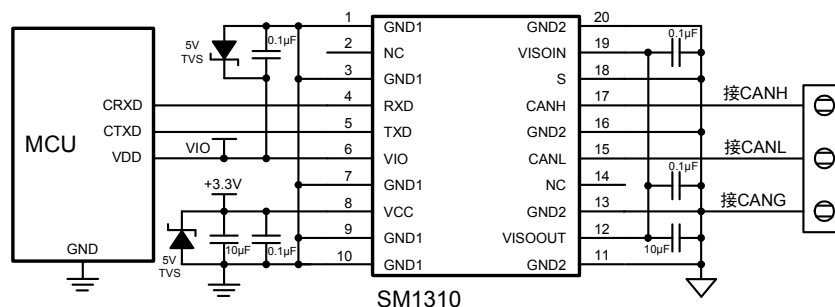 MCU
CRXD
CTXD
VDD
GND
5V
TVS
0.1μF
VIO
+3.3V
5V
TVS
10μF
0.1μF
1 GND1 GND2 20
2 NC VISOIN 19
3 GND1 S 18
4 RXD CANH 17
5 TXD GND2 16
6 VIO CANL 15
7 GND1 NC 14
8 VCC GND2 13
9 GND1 VISOOUT 12
10 GND1 GND2 11
SM1310
0.1μF
0.1μF
10μF
接CANH
接CANL
接CANG